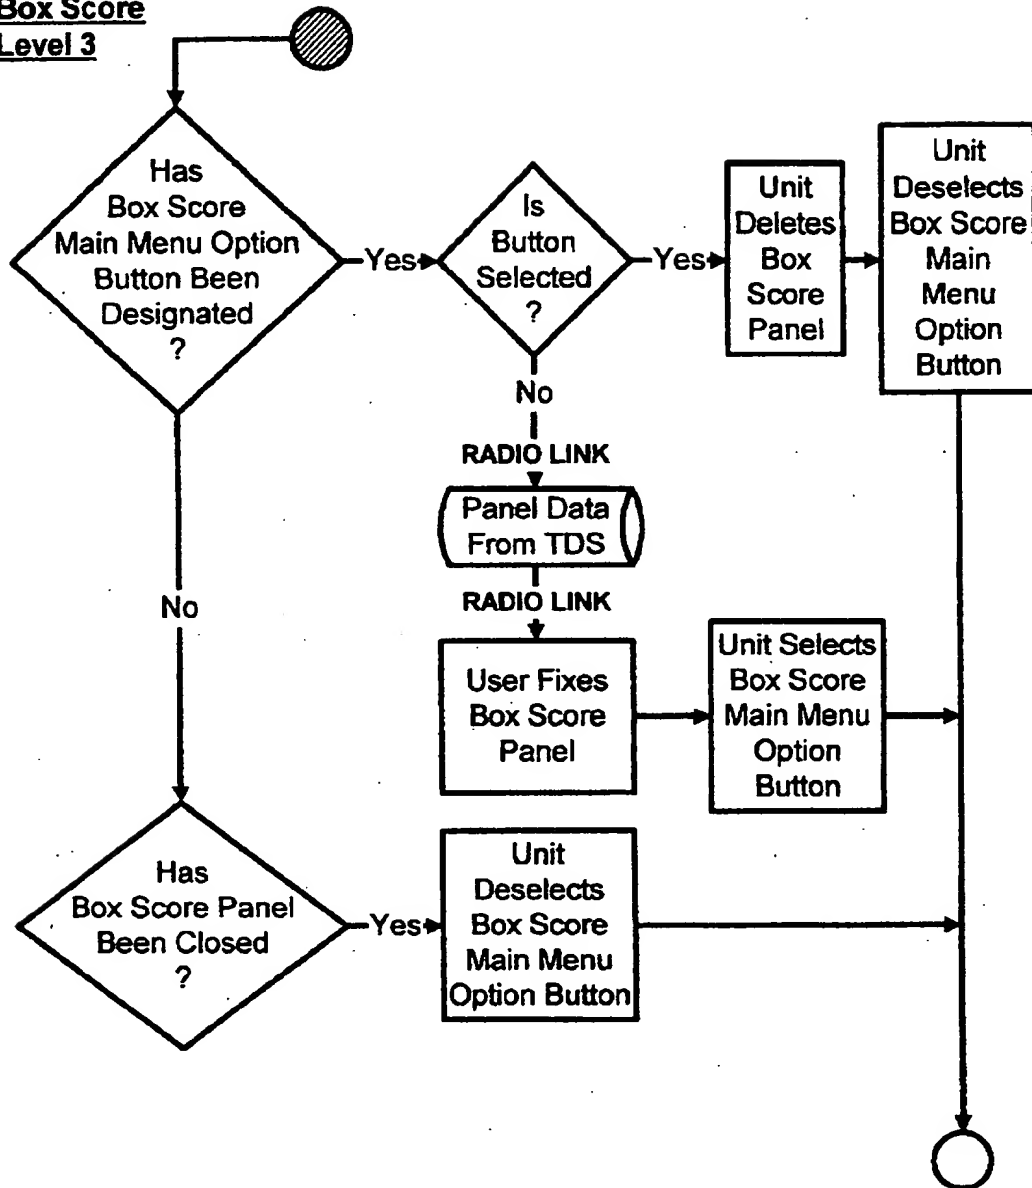 Box Score
Level 3
Has
Box Score
Main Menu Option
Button Been
Designated
?
Yes
Is
Button
Selected
?
Yes
Unit
Deletes
Box
Score
Panel
Unit
Deselects
Box Score
Main
Menu
Option
Button
No
RADIO LINK
Panel Data
From TDS
RADIO LINK
No
User Fixes
Box Score
Panel
Unit Selects
Box Score
Main Menu
Option
Button
Has
Box Score Panel
Been Closed
?
Yes
Unit
Deselects
Box Score
Main Menu
Option Button